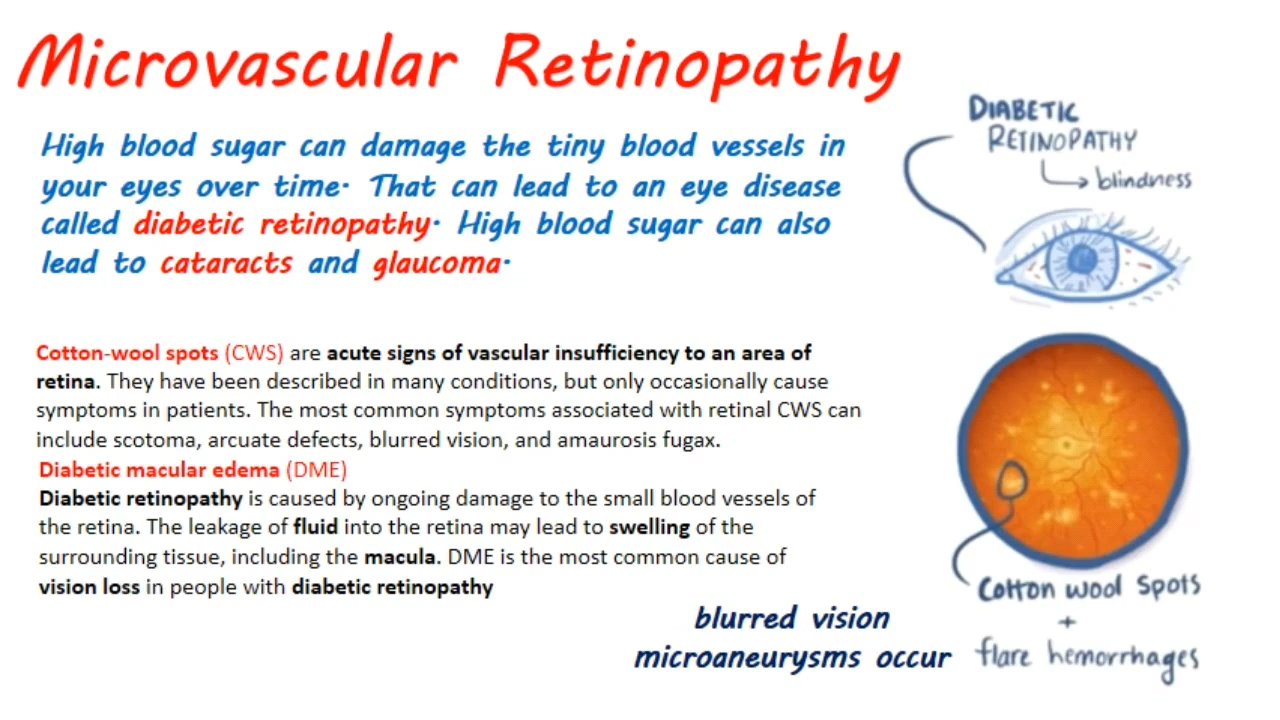 Microvascular Retinopathy
High blood sugar can damage the tiny blood vessels in
your eyes over time. That can lead to an eye disease
called diabetic retinopathy. High blood sugar can also
lead to cataracts and glaucoma.
DIABETIC
RETINOPATHY
blindness
Cotton-wool spots (CWS) are acute signs of vascular insufficiency to an area of
retina. They have been described in many conditions, but only occasionally cause
symptoms in patients. The most common symptoms associated with retinal CWS can
include scotoma, arcuate defects, blurred vision, and amaurosis fugax.
Diabetic macular edema (DME)
Diabetic retinopathy is caused by ongoing damage to the small blood vessels of
the retina. The leakage of fluid into the retina may lead to swelling of the
surrounding tissue, including the macula. DME is the most common cause of
vision loss in people with diabetic retinopathy
blurred vision
microaneurysms occur
Cotton wool Spots
+
flare hemorrhages